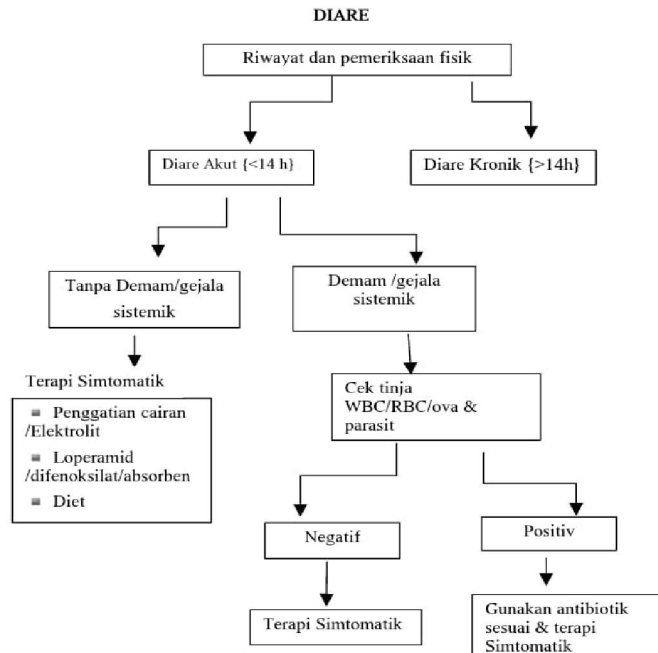 DIARE
Riwayat dan pemeriksaan fisik
Diare Akut {<14 h}
Diare Kronik {>14h}
Tanpa Demam/gejala
sistemik
Demam /gejala
sistemik
Terapi Simtomatik
Penggatian cairan
/Elektrolit
Loperamid
/difenoksilat/absorben
Diet
Cek tinja
WBC/RBC/ova &
parasit
Negatif
Positiv
Terapi Simtomatik
Gunakan antibiotik
sesuai & terapi
Simtomatik